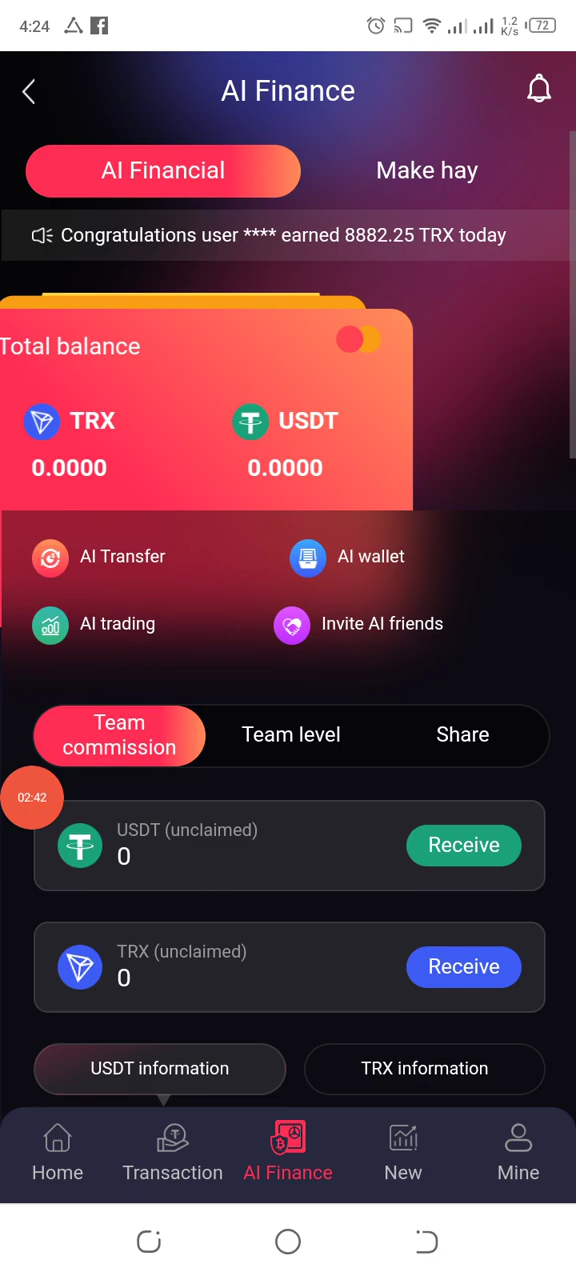 4:24
1.2
K/s
72
AI Finance
AI Financial
Make hay
Congratulations user **** earned 8882.25 TRX today
Total balance
TRX
USDT
0.0000
0.0000
AI Transfer
AI wallet
AI trading
Invite AI friends
Team
commission
Team level
Share
02:42
USDT (unclaimed)
0
Receive
TRX (unclaimed)
0
Receive
USDT information
TRX information
Home
Transaction
AI Finance
New
Mine